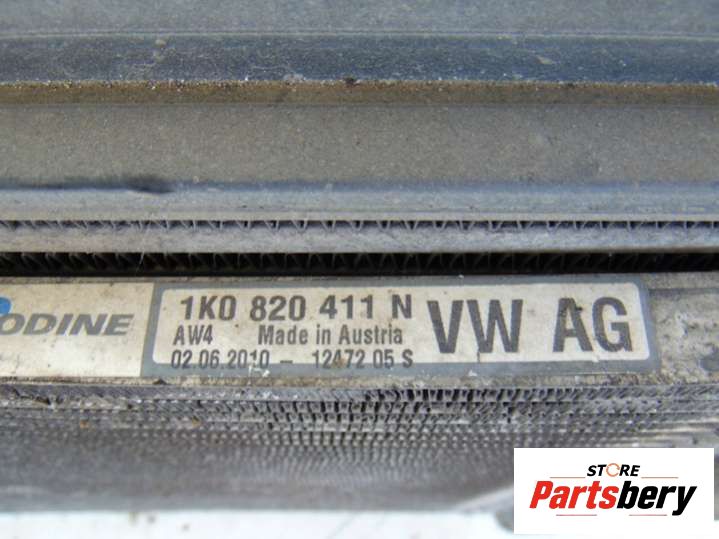 ODINE
1K0 820 411 N
AW4 Made in Austria
02.06.2010 - 12472 05 S
VW AG
STORE
Partsbery